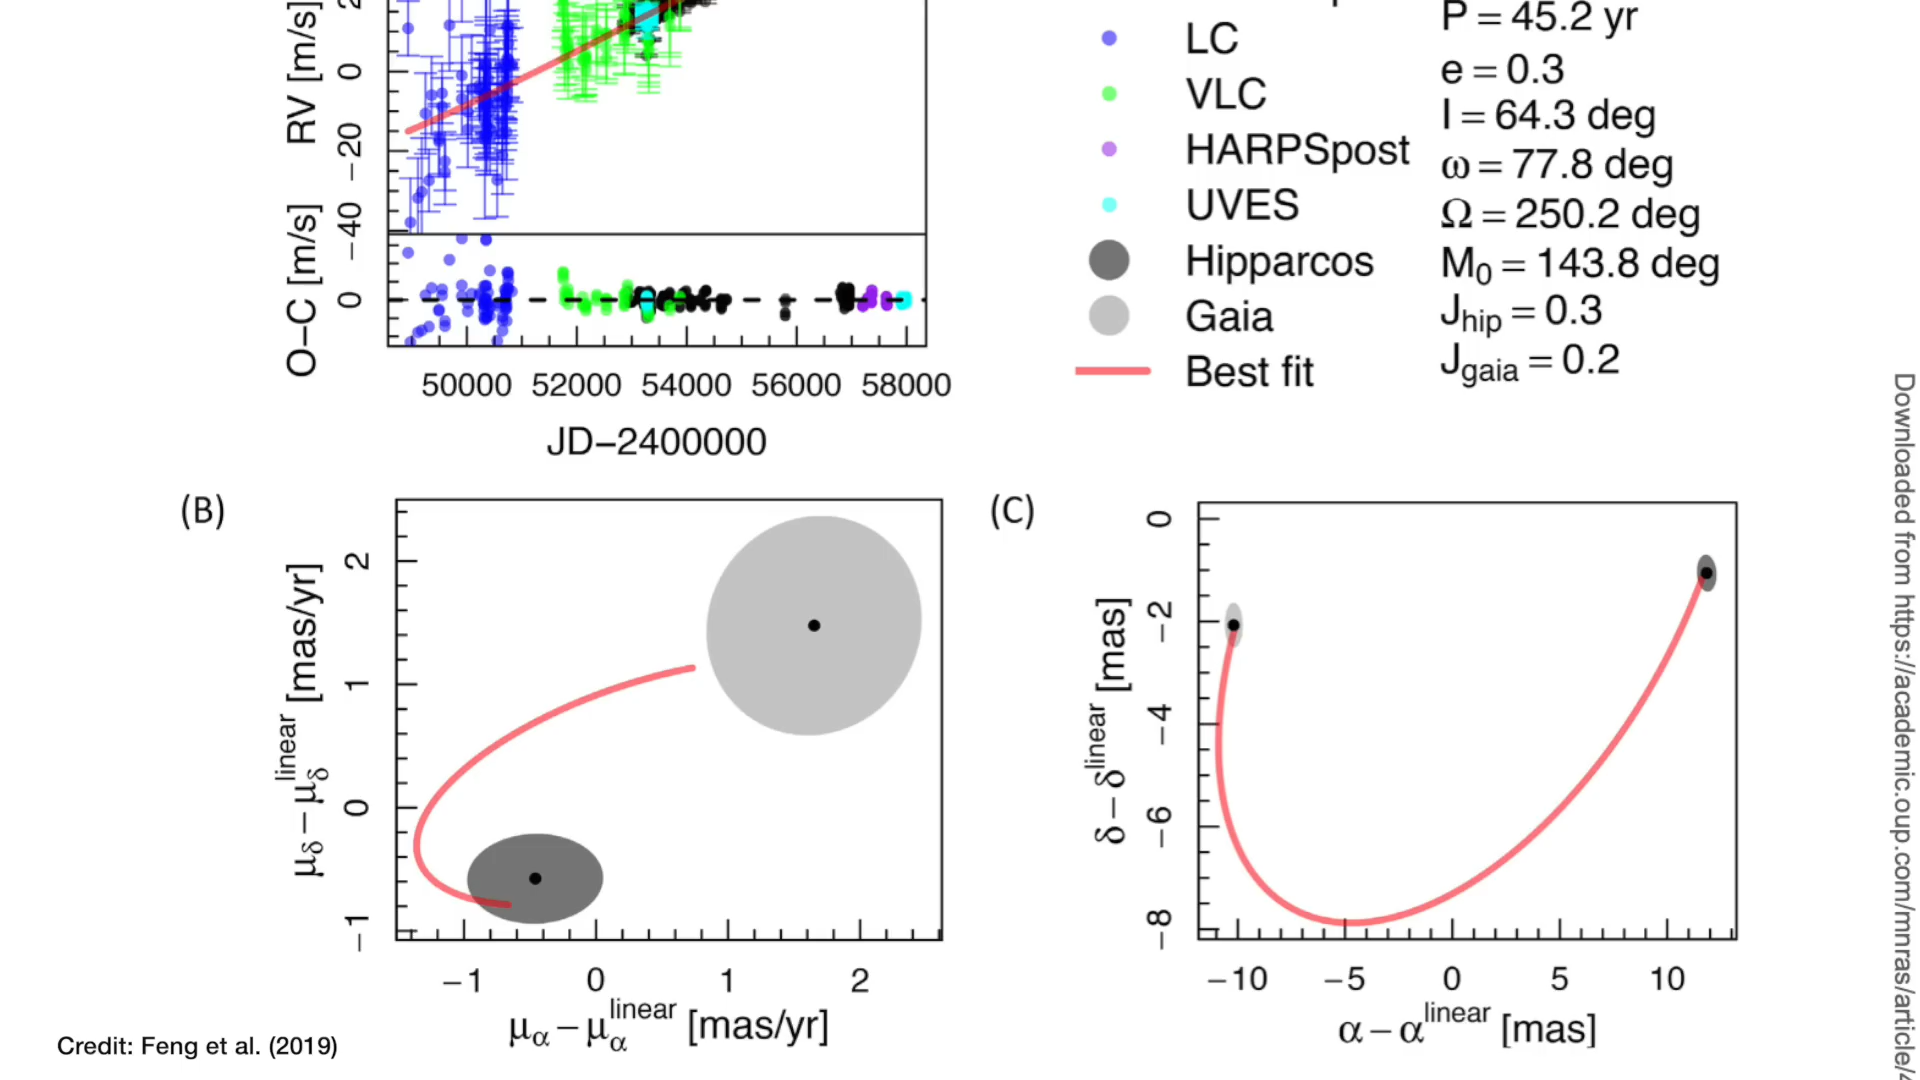 RV [m/s]
2
0
−20
−40
O−C [m/s]
0
50000 52000 54000 56000 58000
JD−2400000
LC
VLC
HARPSpost
UVES
Hipparcos
Gaia
Best fit
P = 45.2 yr
e = 0.3
I = 64.3 deg
ω = 77.8 deg
Ω = 250.2 deg
M0 = 143.8 deg
Jhip = 0.3
Jgaia = 0.2
(B)
μδ − μδlinear [mas/yr]
2
1
0
−1
−1 0 1 2
μα − μαlinear [mas/yr]
(C)
δ − δlinear [mas]
0
−2
−4
−6
−8
−10 −5 0 5 10
α − αlinear [mas]
Credit: Feng et al. (2019)
Downloaded from https://academic.oup.com/mnras/article/4